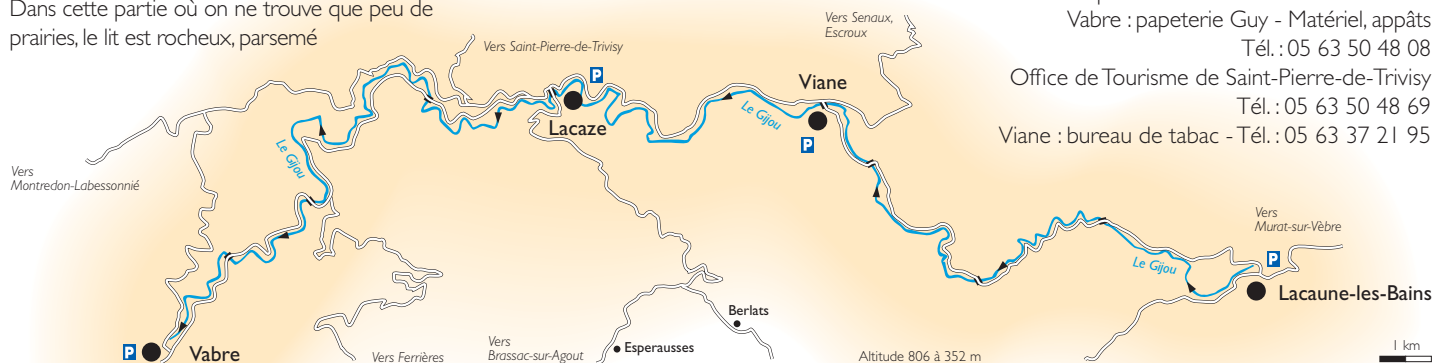 Dans cette partie où on ne trouve que peu de
prairies, le lit est rocheux, parsemé
Vabre : papeterie Guy - Matériel, appâts
Tél. : 05 63 50 48 08
Office de Tourisme de Saint-Pierre-de-Trivisy
Tél. : 05 63 50 48 69
Viane : bureau de tabac - Tél. : 05 63 37 21 95
Vers Senaux,
Escroux
Vers Saint-Pierre-de-Trivisy
P
Viane
Le Gijou
Lacaze
P
Le Gijou
Vers
Montredon-Labessonnié
Vers
Murat-sur-Vèbre
P
Le Gijou
Lacaune-les-Bains
Berlats
Esperausses
Vers
Brassac-sur-Agout
Vers Ferrières
P
Vabre
Altitude 806 à 352 m
1 km